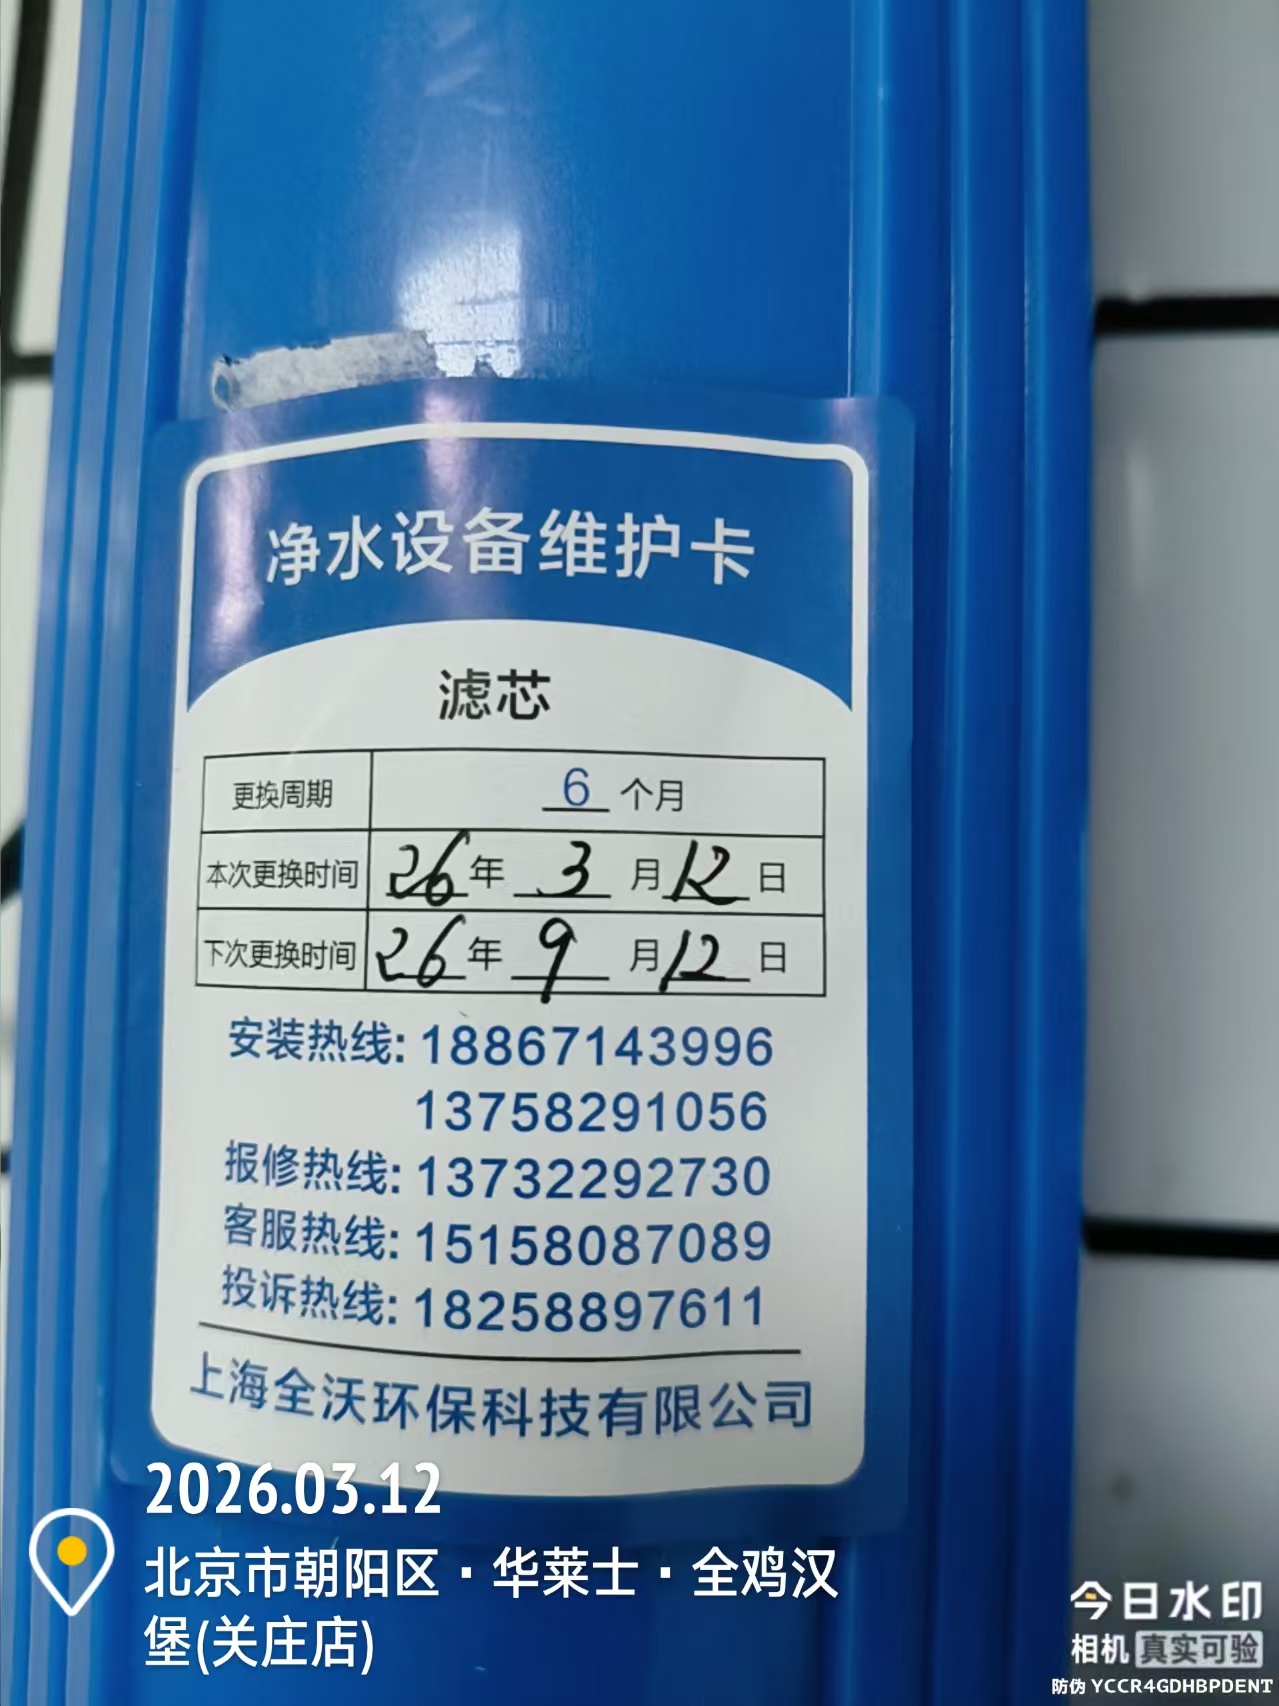 净水设备维护卡
滤芯
更换周期 6 个月
本次更换时间 26 年 3 月 12 日
下次更换时间 26 年 9 月 12 日
安装热线: 18867143996
13758291056
报修热线: 13732292730
客服热线: 15158087089
投诉热线: 18258897611
上海全沃环保科技有限公司
2026.03.12
北京市朝阳区·华莱士·全鸡汉
堡(关庄店)
今日水印
相机 真实可验
防伪 YCCR4GDHBPDENT